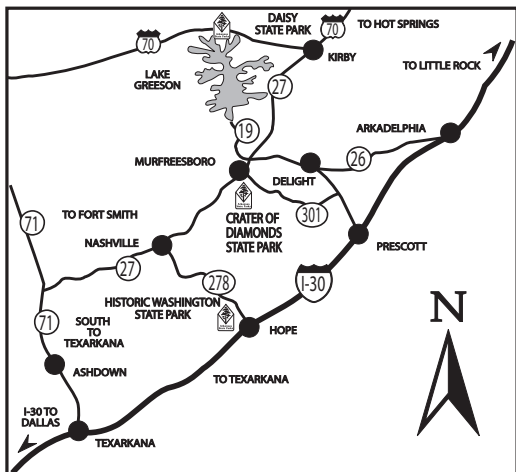 DAISY
STATE PARK
TO HOT SPRINGS
70
70
KIRBY
LAKE
GREESON
27
TO LITTLE ROCK
19
ARKADELPHIA
MURFREESBORO
26
DELIGHT
71
TO FORT SMITH
CRATER OF
DIAMONDS
STATE PARK
301
NASHVILLE
PRESCOTT
27
278
I-30
HISTORIC WASHINGTON
STATE PARK
N
71
SOUTH
TO
TEXARKANA
HOPE
ASHDOWN
TO TEXARKANA
I-30 TO
DALLAS
TEXARKANA